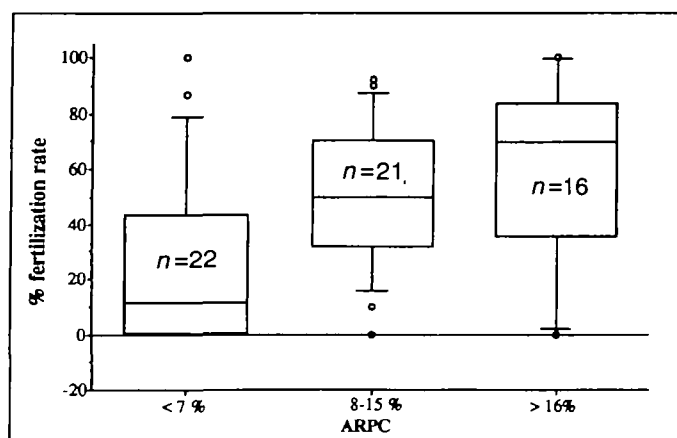 % fertilization rate
100
80
60
40
20
0
-20
n=22
n=21
n=16
< 7 %
8-15 %
> 16%
ARPC